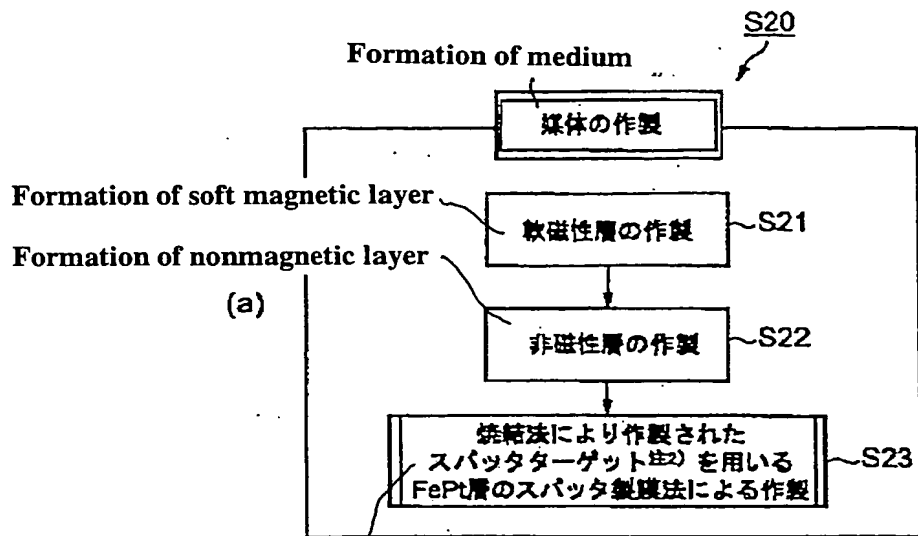 S20
Formation of medium
媒体の作製
Formation of soft magnetic layer
軟磁性層の作製
S21
Formation of nonmagnetic layer
(a)
非磁性層の作製
S22
焼結法により作製された
スパッタターゲット注2)を用いる
FePt層のスパッタ製膜法による作製
S23